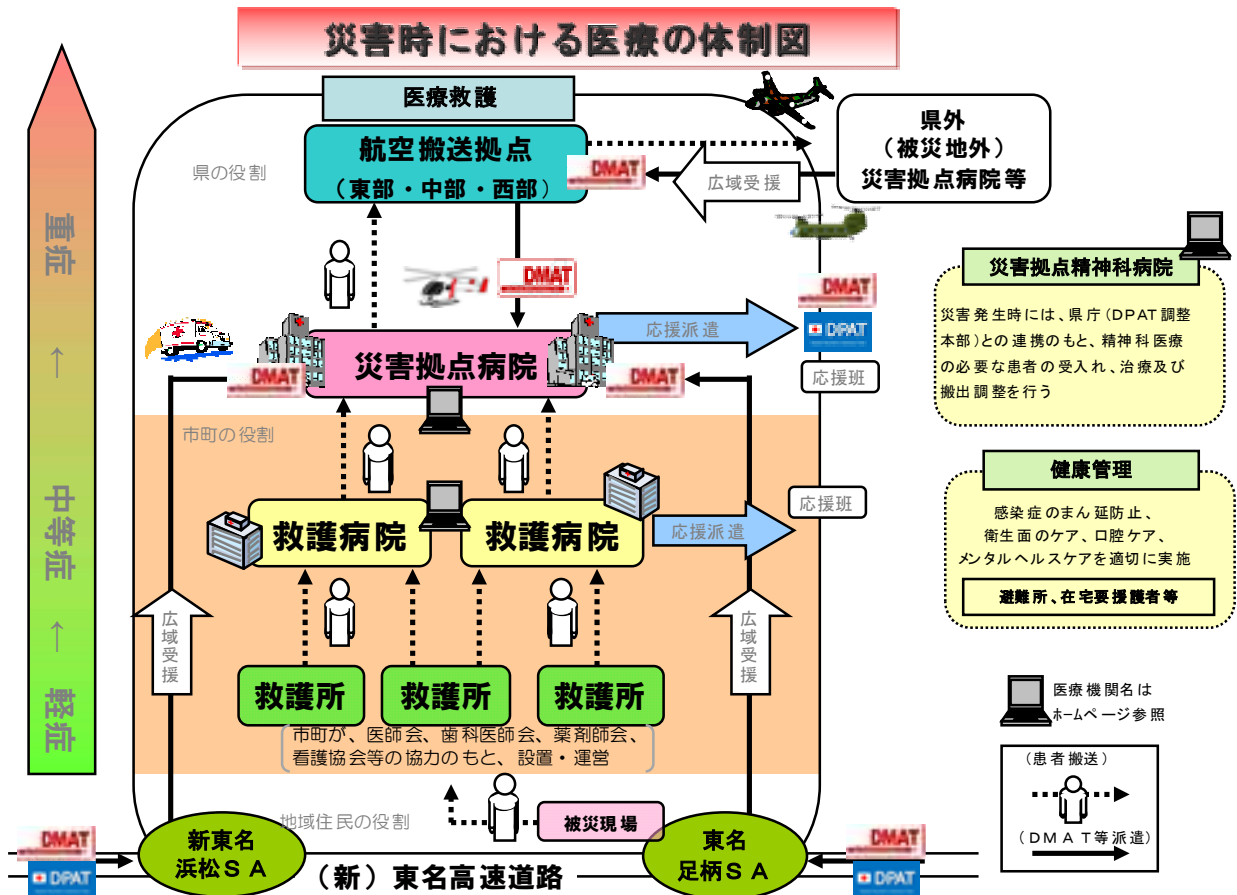 災害時における医療の体制図
医療救護
航空搬送拠点
(東部・中部・西部)
県の役割
DMAT
広域受援
県外
(被災地外)
災害拠点病院等
重症
←
中等症
←
軽症
DMAT
災害拠点病院
DMAT
DMAT
応援派遣
DMAT
DPAT
応援班
市町の役割
救護病院
救護病院
応援派遣
応援班
広域受援
広域受援
救護所
救護所
救護所
市町が、医師会、歯科医師会、薬剤師会、
看護協会等の協力のもと、設置・運営
地域住民の役割
被災現場
DMAT
DPAT
新東名
浜松SA
(新)東名高速道路
東名
足柄SA
DMAT
DPAT
災害拠点精神科病院
災害発生時には、県庁(DPAT調整
本部)との連携のもと、精神科医療
の必要な患者の受入れ、治療及び
搬出調整を行う
健康管理
感染症のまん延防止、
衛生面のケア、口腔ケア、
メンタルヘルスケアを適切に実施
避難所、在宅要援護者等
医療機関名は
ホームページ参照
(患者搬送)
(DMAT等派遣)